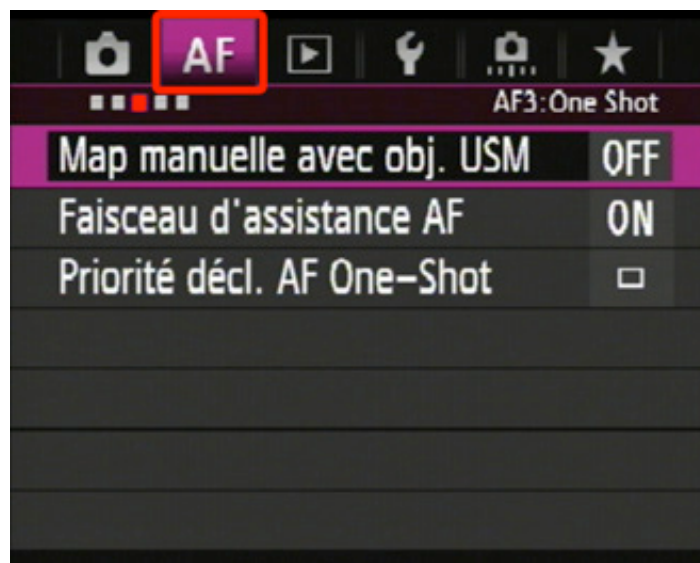 AF
AF3:One Shot
Map manuelle avec obj. USM OFF
Faisceau d'assistance AF ON
Priorité décl. AF One-Shot